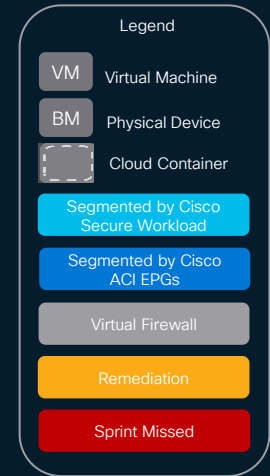 Legend
VM
Virtual Machine
BM
Physical Device
Cloud Container
Segmented by Cisco
Secure Workload
Segmented by Cisco
ACI EPGs
Virtual Firewall
Remediation
Sprint Missed